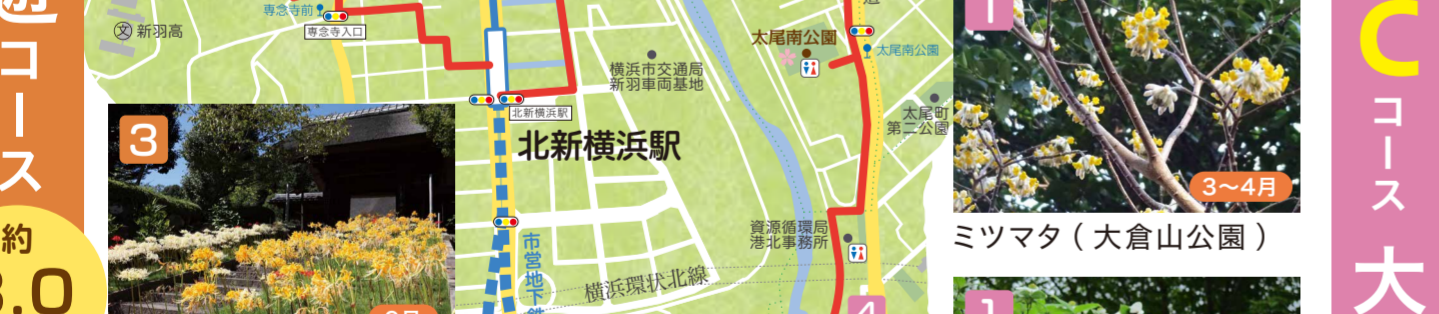 遊コース
約
3.0
専念寺前
専念寺入口
文 新羽高
3
北新横浜駅
北新横浜駅
市営地下鉄
横浜環状北線
横浜市交通局
新羽車両基地
道
太尾南公園
太尾南公園
太尾町
第二公園
資源循環局
港北事務所
4
1
3〜4月
ミツマタ ( 大倉山公園 )
1
C
コース
大